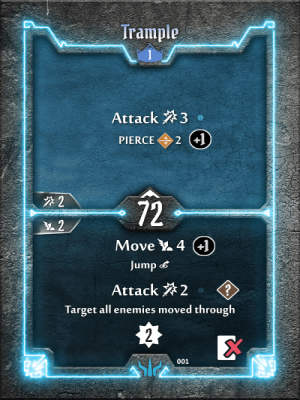 Trample
1
Attack 3
PIERCE 2 +1
2
72
2
Move 4 +1
Jump
Attack 2 ?
Target all enemies moved through
2
001